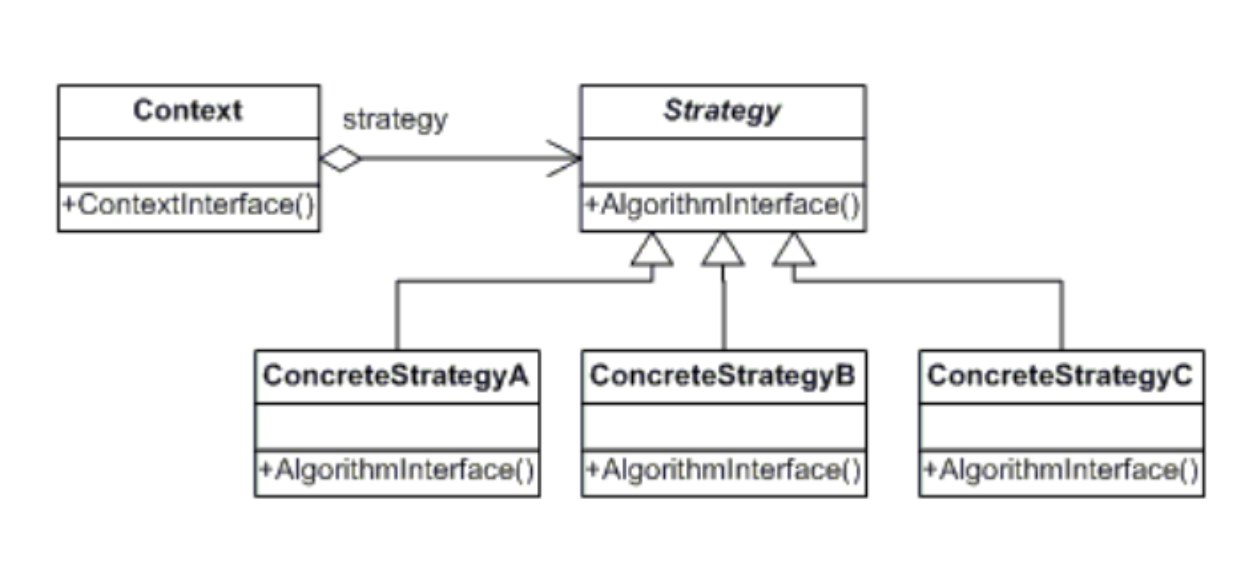 Context
strategy
Strategy
+ContextInterface()
+AlgorithmInterface()
ConcreteStrategyA
ConcreteStrategyB
ConcreteStrategyC
+AlgorithmInterface()
+AlgorithmInterface()
+AlgorithmInterface()